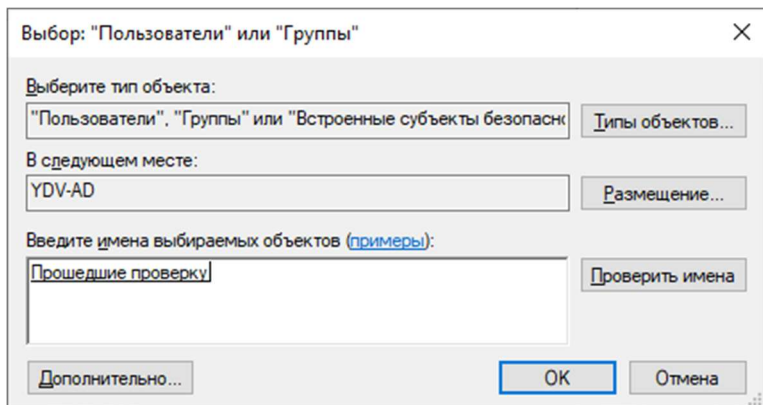 Выбор: "Пользователи" или "Группы"
Выберите тип объекта:
"Пользователи", "Группы" или "Встроенные субъекты безопасно
Типы объектов...
В следующем месте:
YDV-AD
Размещение...
Введите имена выбираемых объектов (примеры):
Прошедшие проверку
Проверить имена
Дополнительно...
OK
Отмена